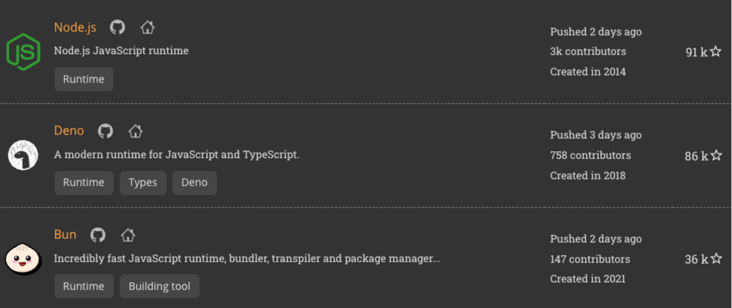 Node.js
Node.js JavaScript runtime
Runtime
Pushed 2 days ago
3k contributors
Created in 2014
91 k
Deno
A modern runtime for JavaScript and TypeScript.
Runtime Types Deno
Pushed 3 days ago
758 contributors
Created in 2018
86 k
Bun
Incredibly fast JavaScript runtime, bundler, transpiler and package manager...
Runtime Building tool
Pushed 2 days ago
147 contributors
Created in 2021
36 k